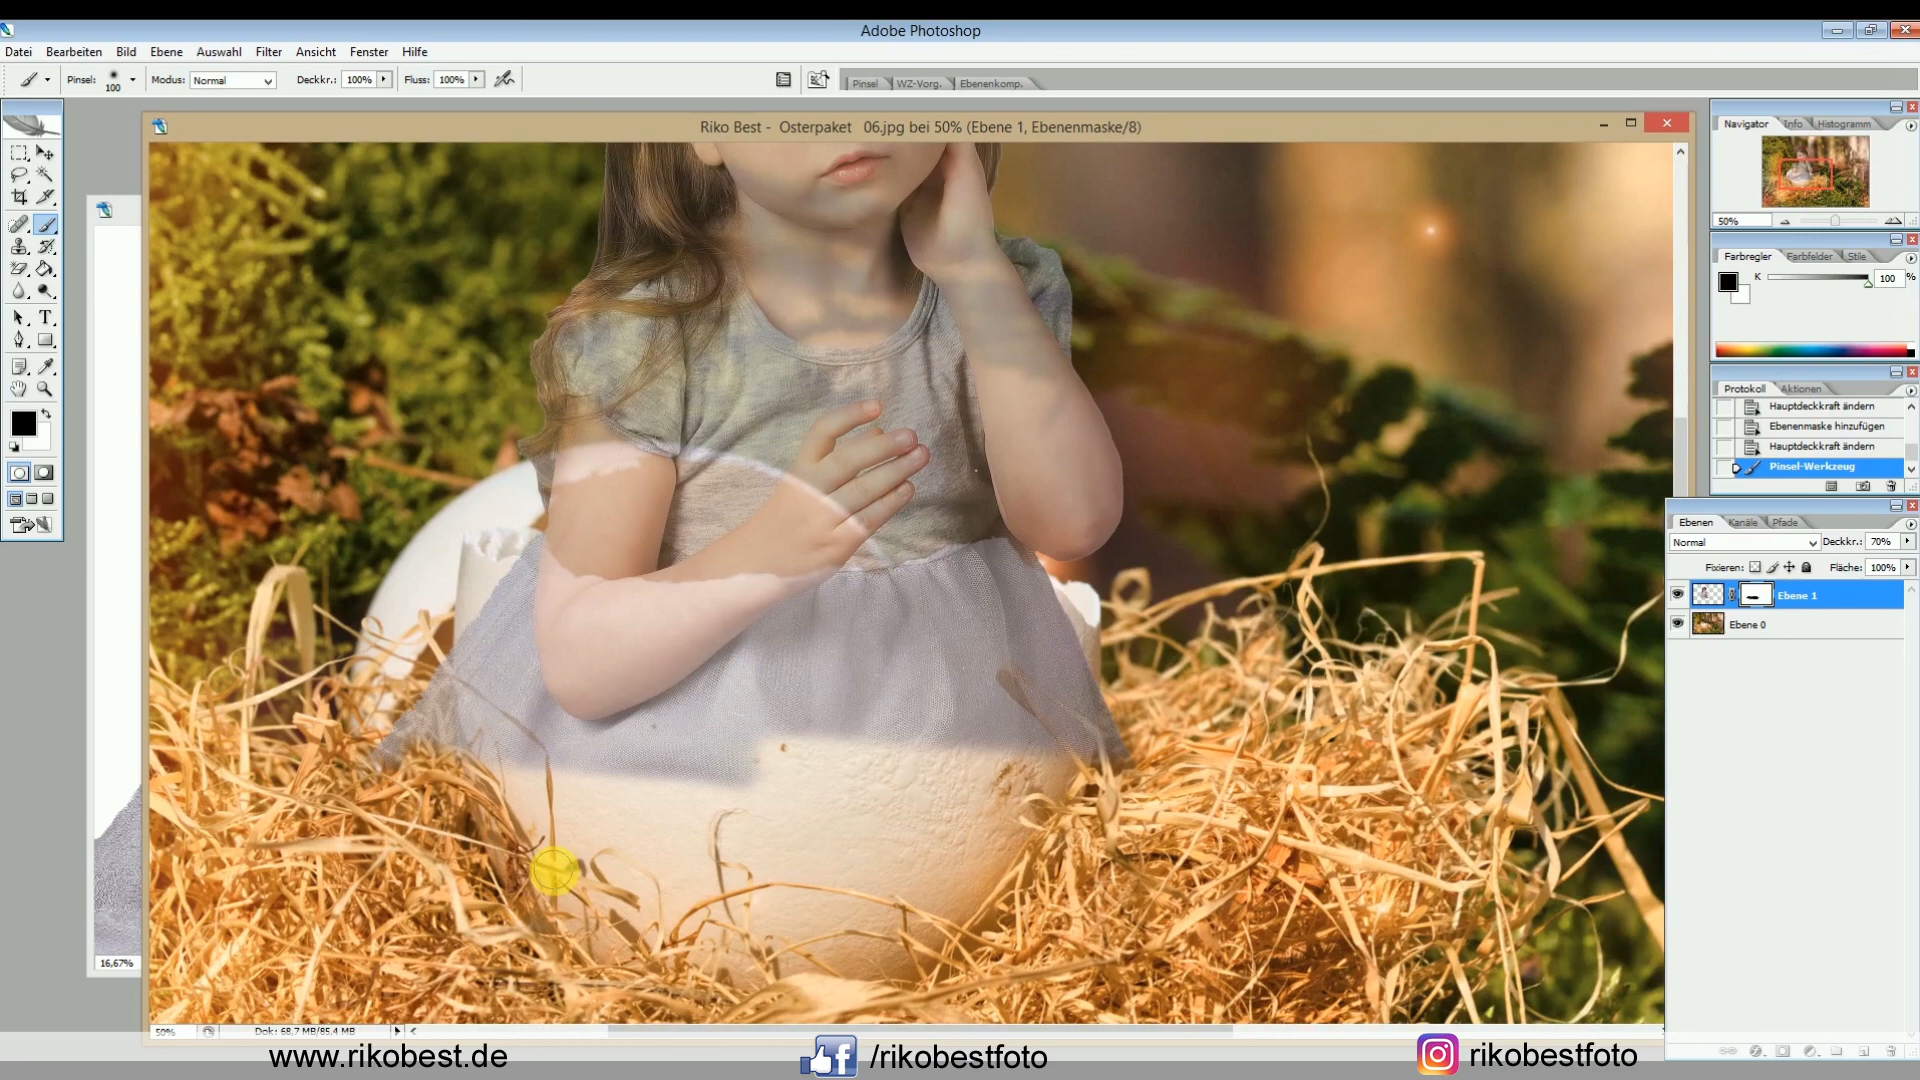 Adobe Photoshop
Datei Bearbeiten Bild Ebene Auswahl Filter Ansicht Fenster Hilfe
Pinsel: 100 Modus: Normal Deckkr.: 100% Fluss: 100% Pinsel WZ-Vorg. Ebenenkomp.
Riko Best - Osterpaket 06.jpg bei 50% (Ebene 1, Ebenenmaske/8)
Navigator Info Histogramm
50%
Farbregler Farbfelder Stile
K 100 %
Protokoll Aktionen
Hauptdeckkraft ändern
Ebenenmaske hinzufügen
Hauptdeckkraft ändern
Pinsel-Werkzeug
Ebenen Kanäle Pfade
Normal Deckkr.: 70%
Fixieren: Fläche: 100%
Ebene 1
Ebene 0
16,67%
50% Dok: 68,7 MB/85,4 MB
www.rikobest.de /rikobestfoto rikobestfoto